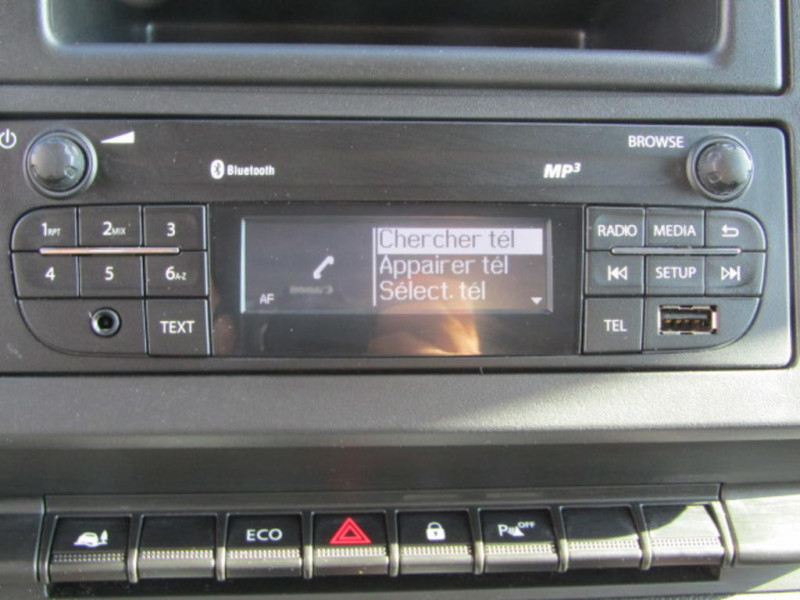 BROWSE
Bluetooth
MP3
1RPT 2MIX 3
RADIO MEDIA
Chercher tél
4 5 6A-Z
SETUP
Appairer tél
AF
Sélect. tél
TEXT
TEL
ECO
P OFF